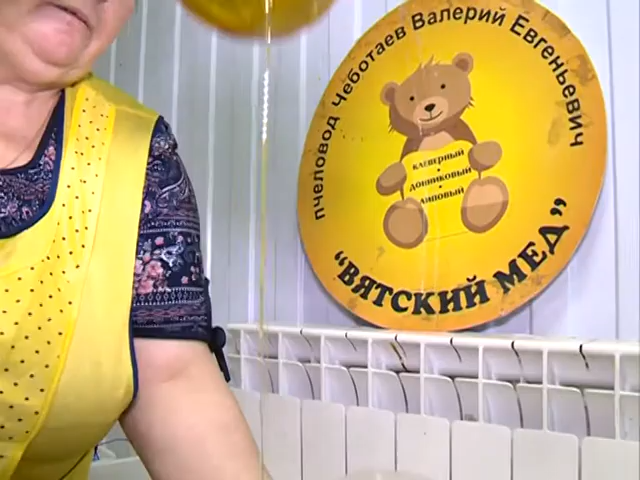 пчеловод Чеботаев Валерий Евгеньевич
КЛЕВЕРНЫЙ
•
ДОННИКОВЫЙ
•
ЛИПОВЫЙ
"ВЯТСКИЙ МЕД"